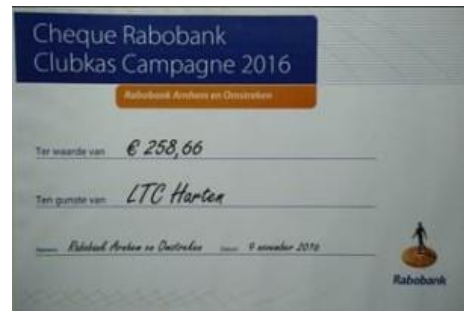 Cheque Rabobank
Clubkas Campagne 2016
Rabobank Arnhem en Omstreken
Ter waarde van € 258,66
Ten gunste van LTC Harten
Rabobank Arnhem en Omstreken Datum 9 november 2016
Rabobank